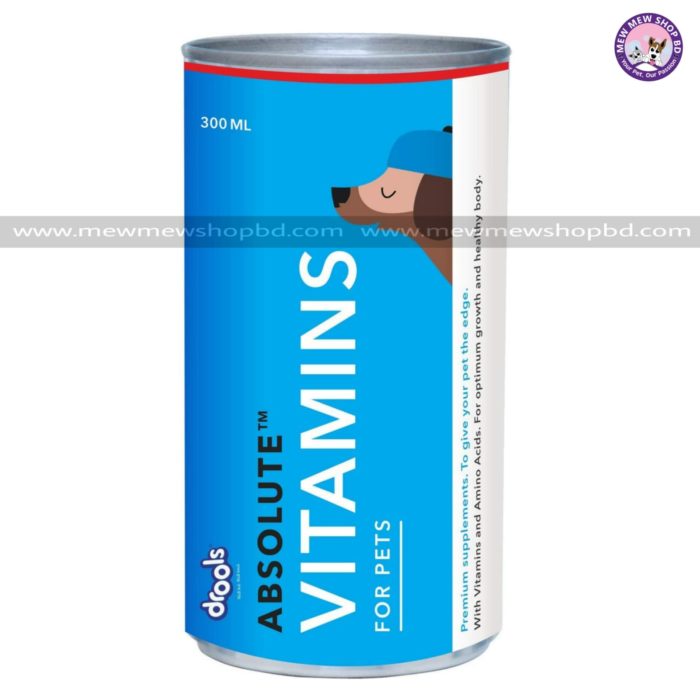 MEW MEW SHOP BD
Your Pet, Our Passion
300 ML
www.mewmewshopbd.com www.mewmewshopbd.com
drools
ABSOLUTE™
VITAMINS
FOR PETS
Premium supplements. To give your pet the edge.
With Vitamins and Amino Acids. For optimum growth and healthy body.